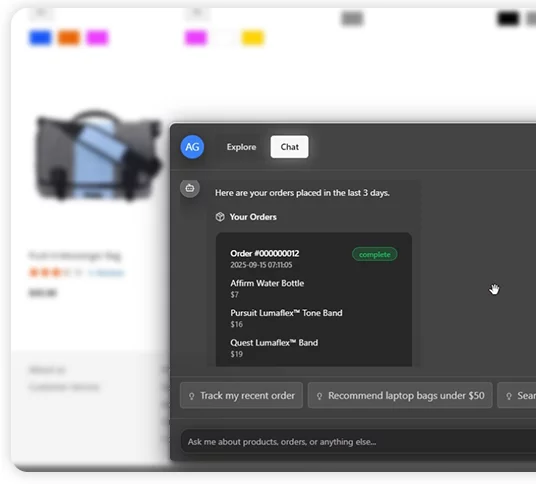 AG
Explore
Chat
Here are your orders placed in the last 3 days.
Your Orders
Order #000000012
complete
2025-09-15 07:11:05
Affirm Water Bottle
$7
Pursuit Lumaflex™ Tone Band
$16
Quest Lumaflex™ Band
$19
Track my recent order
Recommend laptop bags under $50
Sear
Ask me about products, orders, or anything else...